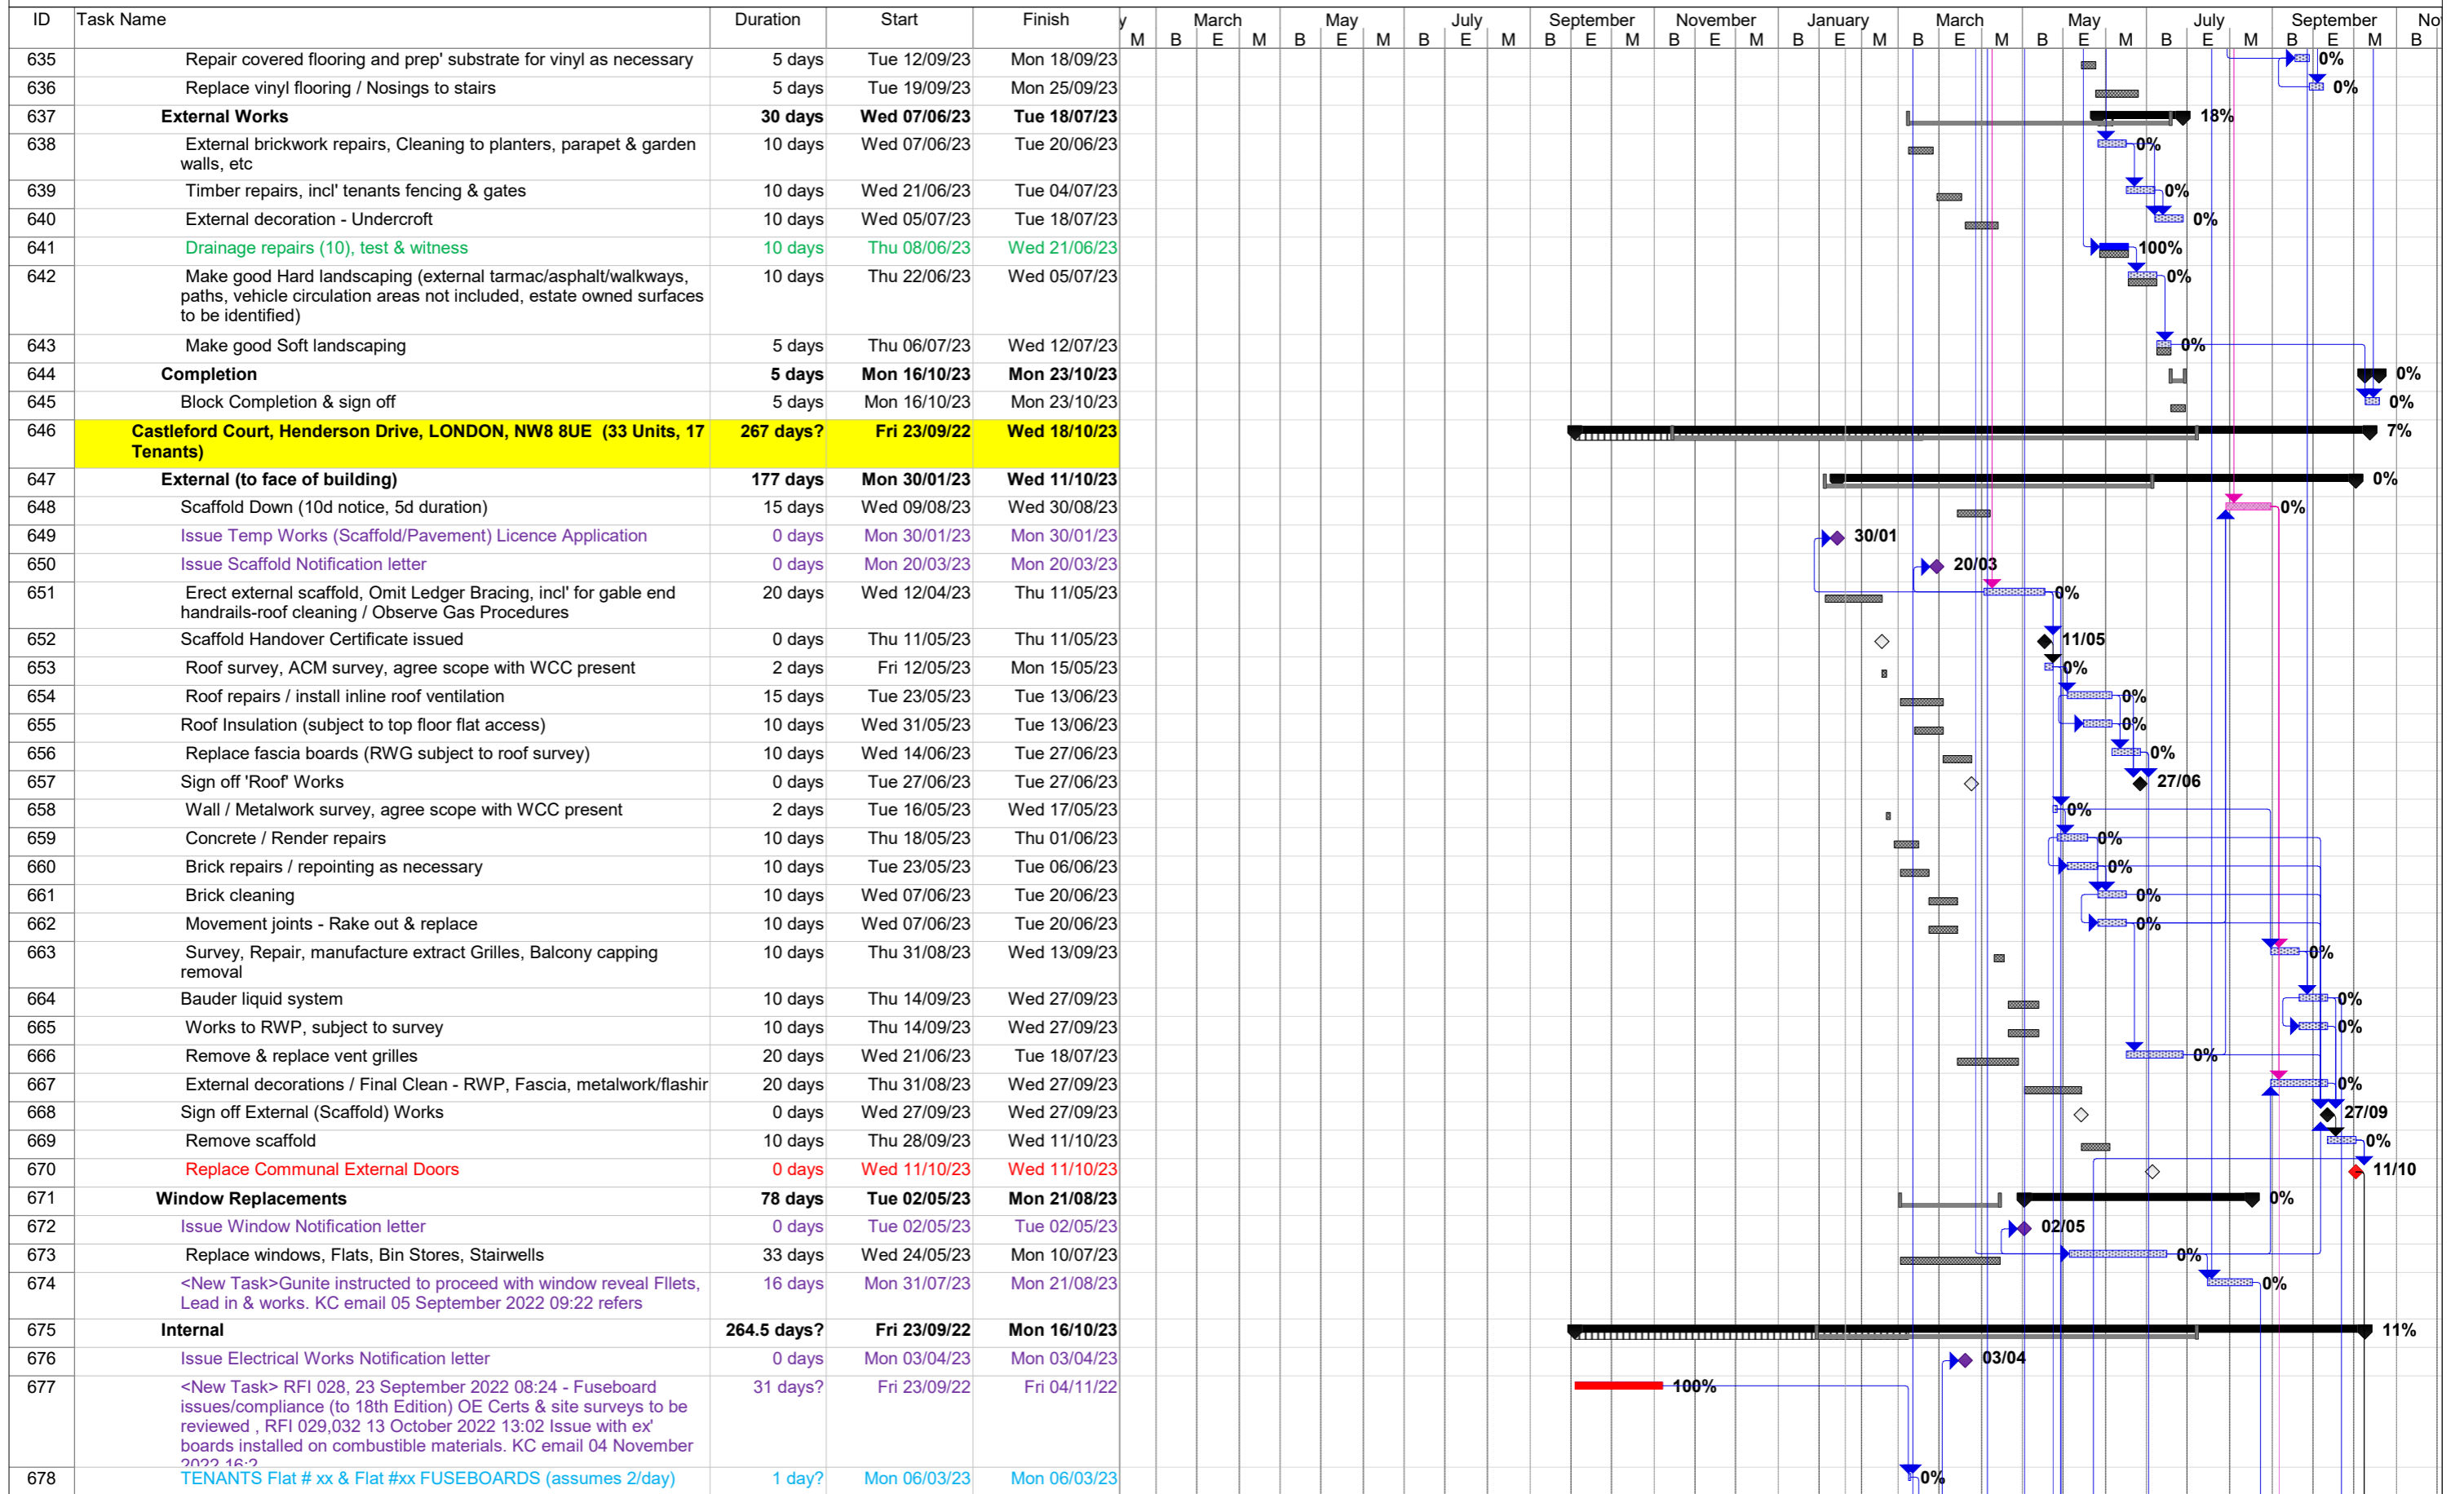 ID Task Name Duration Start Finish March May July September November January March May July September
M B E M B E M B E M B E M B E M B E M B E M B E M B E M B E M B
635 Repair covered flooring and prep' substrate for vinyl as necessary 5 days Tue 12/09/23 Mon 18/09/23 0%
636 Replace vinyl flooring / Nosings to stairs 5 days Tue 19/09/23 Mon 25/09/23 0%
637 External Works 30 days Wed 07/06/23 Tue 18/07/23 18%
638 External brickwork repairs, Cleaning to planters, parapet & garden 10 days Wed 07/06/23 Tue 20/06/23 0%
walls, etc
639 Timber repairs, incl' tenants fencing & gates 10 days Wed 21/06/23 Tue 04/07/23 0%
640 External decoration - Undercroft 10 days Wed 05/07/23 Tue 18/07/23 0%
641 Drainage repairs (10), test & witness 10 days Thu 08/06/23 Wed 21/06/23 100%
642 Make good Hard landscaping (external tarmac/asphalt/walkways, 10 days Thu 22/06/23 Wed 05/07/23 0%
paths, vehicle circulation areas not included, estate owned surfaces
to be identified)
643 Make good Soft landscaping 5 days Thu 06/07/23 Wed 12/07/23 0%
644 Completion 5 days Mon 16/10/23 Mon 23/10/23 0%
645 Block Completion & sign off 5 days Mon 16/10/23 Mon 23/10/23 0%
646 Castleford Court, Henderson Drive, LONDON, NW8 8UE (33 Units, 17 267 days? Fri 23/09/22 Wed 18/10/23 7%
Tenants)
647 External (to face of building) 177 days Mon 30/01/23 Wed 11/10/23 0%
648 Scaffold Down (10d notice, 5d duration) 15 days Wed 09/08/23 Wed 30/08/23 0%
649 Issue Temp Works (Scaffold/Pavement) Licence Application 0 days Mon 30/01/23 Mon 30/01/23 30/01
650 Issue Scaffold Notification letter 0 days Mon 20/03/23 Mon 20/03/23 20/03
651 Erect external scaffold, Omit Ledger Bracing, incl' for gable end 20 days Wed 12/04/23 Thu 11/05/23 0%
handrails-roof cleaning / Observe Gas Procedures
652 Scaffold Handover Certificate issued 0 days Thu 11/05/23 Thu 11/05/23 11/05
653 Roof survey, ACM survey, agree scope with WCC present 2 days Fri 12/05/23 Mon 15/05/23 0%
654 Roof repairs / install inline roof ventilation 15 days Tue 23/05/23 Tue 13/06/23 0%
655 Roof Insulation (subject to top floor flat access) 10 days Wed 31/05/23 Tue 13/06/23 0%
656 Replace fascia boards (RWG subject to roof survey) 10 days Wed 14/06/23 Tue 27/06/23 0%
657 Sign off 'Roof' Works 0 days Tue 27/06/23 Tue 27/06/23 27/06
658 Wall / Metalwork survey, agree scope with WCC present 2 days Tue 16/05/23 Wed 17/05/23 0%
659 Concrete / Render repairs 10 days Thu 18/05/23 Thu 01/06/23 0%
660 Brick repairs / repointing as necessary 10 days Tue 23/05/23 Tue 06/06/23 0%
661 Brick cleaning 10 days Wed 07/06/23 Tue 20/06/23 0%
662 Movement joints - Rake out & replace 10 days Wed 07/06/23 Tue 20/06/23 0%
663 Survey, Repair, manufacture extract Grilles, Balcony capping 10 days Thu 31/08/23 Wed 13/09/23 0%
removal
664 Bauder liquid system 10 days Thu 14/09/23 Wed 27/09/23 0%
665 Works to RWP, subject to survey 10 days Thu 14/09/23 Wed 27/09/23 0%
666 Remove & replace vent grilles 20 days Wed 21/06/23 Tue 18/07/23 0%
667 External decorations / Final Clean - RWP, Fascia, 20 days Thu 31/08/23 Wed 27/09/23 0%
668 Sign off External (Scaffold) Works 0 days Wed 27/09/23 Wed 27/09/23 27/09
669 Remove scaffold 10 days Thu 28/09/23 Wed 11/10/23 0%
670 Replace Communal External Doors 0 days Wed 11/10/23 Wed 11/10/23 11/10
671 Window Replacements 78 days Tue 02/05/23 Mon 21/08/23 0%
672 Issue Window Notification letter 0 days Tue 02/05/23 Tue 02/05/23 02/05
673 Replace windows, Flats, Bin Stores, Stairwells 33 days Wed 24/05/23 Mon 10/07/23 0%
674 <New Task>Gunite instructed to proceed with window reveal FIlets, 16 days Mon 31/07/23 Mon 21/08/23 0%
Lead in & works. KC email 05 September 2022 09:22 refers
675 Internal 264.5 days? Fri 23/09/22 Mon 16/10/23 11%
676 Issue Electrical Works Notification letter 0 days Mon 03/04/23 Mon 03/04/23 03/04
677 <New Task> RFI 028, 23 September 2022 08:24 - Fuseboard 31 days? Fri 23/09/22 Fri 04/11/22 100%
issues/compliance (to 18th Edition) OE Certs & site surveys to be
reviewed , RFI 029,032 13 October 2022 13:02 Issue with ex'
boards installed on combustible materials. KC email 04 November
2022 16:2
678 TENANTS Flat # xx & Flat #xx FUSEBOARDS (assumes 2/day) 1 day? Mon 06/03/23 Mon 06/03/23 0%